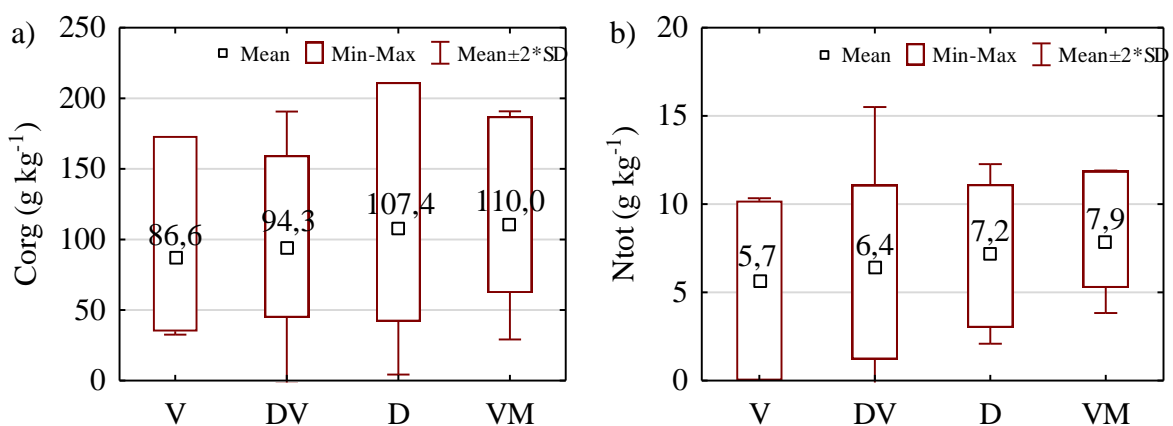 a)
Corg (g kg⁻¹)
250
200
150
100
50
0
Mean Min-Max Mean±2*SD
86,6
94,3
107,4
110,0
V DV D VM
b)
Ntot (g kg⁻¹)
20
15
10
5
0
Mean Min-Max Mean±2*SD
5,7
6,4
7,2
7,9
V DV D VM